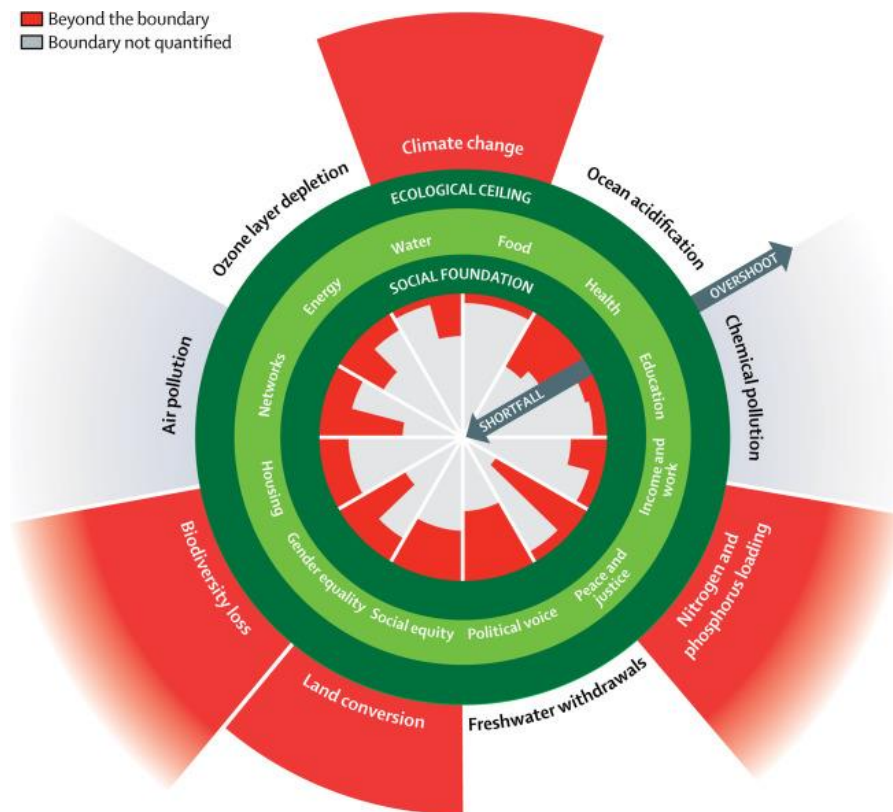 Beyond the boundary
Boundary not quantified
Climate change
Ozone layer depletion
Ocean acidification
ECOLOGICAL CEILING
Water
Food
Energy
Health
SOCIAL FOUNDATION
OVERSHOOT
Air pollution
Networks
Education
Chemical pollution
SHORTFALL
Housing
Income and
work
Biodiversity loss
Gender equality
Social equity
Political voice
Peace and
justice
Nitrogen and
phosphorus loading
Land conversion
Freshwater withdrawals